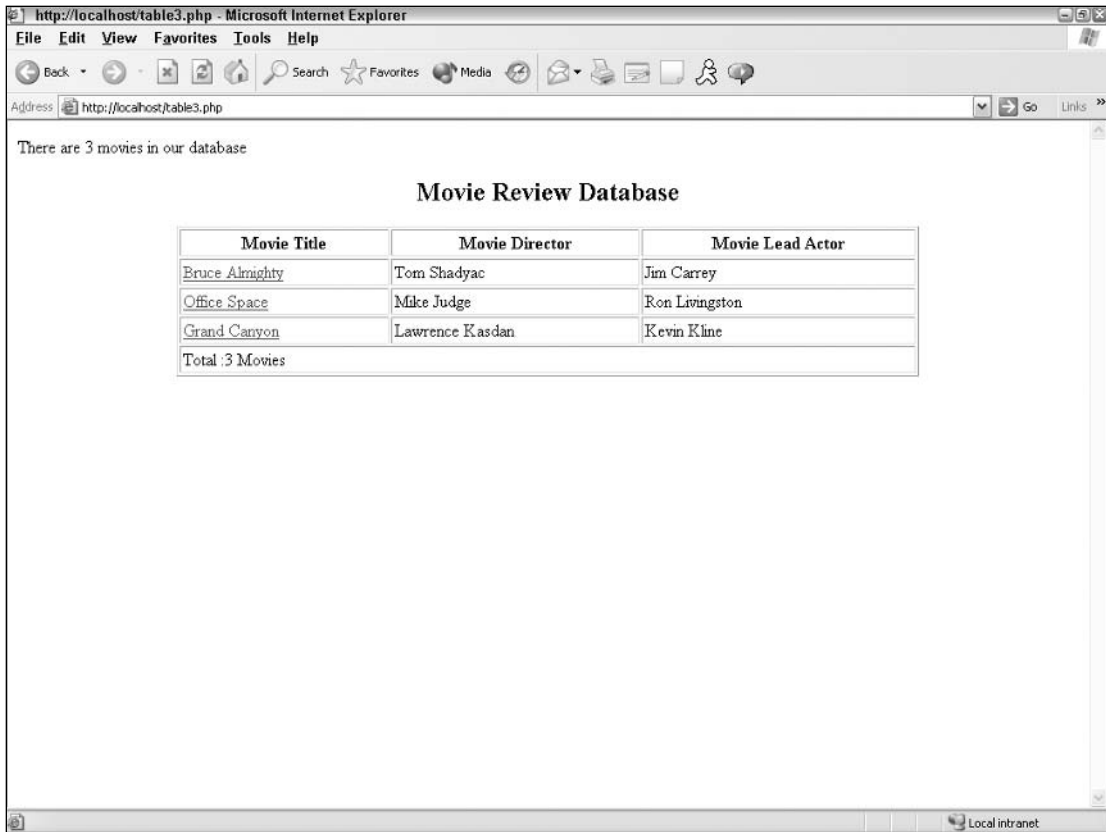 http://localhost/table3.php - Microsoft Internet Explorer
File Edit View Favorites Tools Help
Back Search Favorites Media
Address http://localhost/table3.php Go Links »
There are 3 movies in our database
Movie Review Database
Movie Title Movie Director Movie Lead Actor
Bruce Almighty Tom Shadyac Jim Carrey
Office Space Mike Judge Ron Livingston
Grand Canyon Lawrence Kasdan Kevin Kline
Total :3 Movies
Local intranet